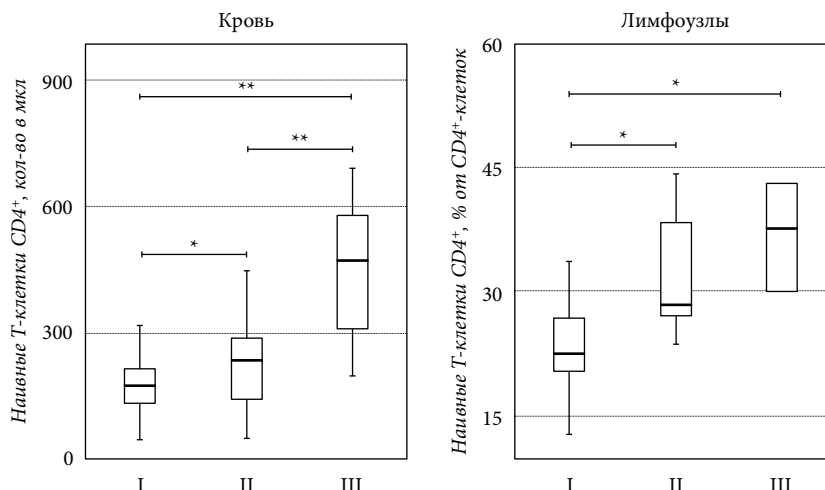 Кровь
Наивные Т-клетки CD4⁺, кол-во в мкл
900
600
300
0
**
**
*
I
II
III
Лимфоузлы
Наивные Т-клетки CD4⁺, % от CD4⁺-клеток
60
45
30
15
*
*
I
II
III